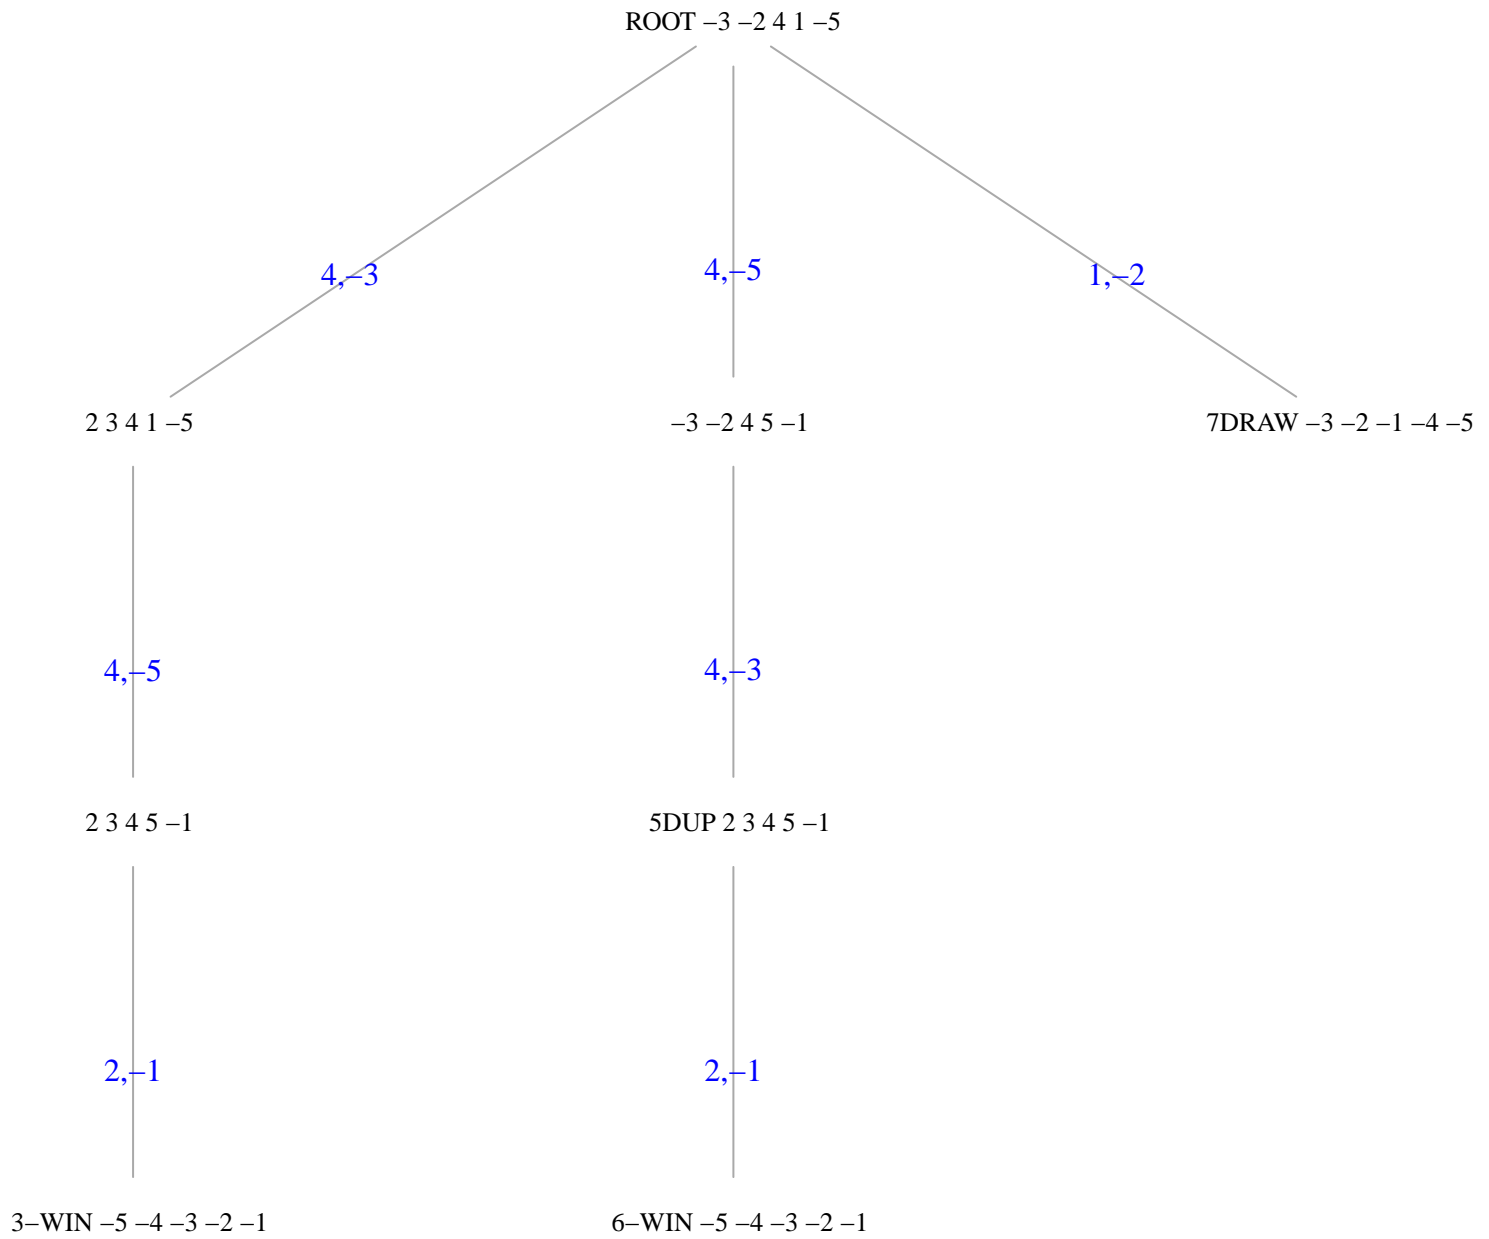 ROOT –3 –2 4 1 –5
4,–3
4,–5
1,–2
2 3 4 1 –5
–3 –2 4 5 –1
7DRAW –3 –2 –1 –4 –5
4,–5
4,–3
2 3 4 5 –1
5DUP 2 3 4 5 –1
2,–1
2,–1
3–WIN –5 –4 –3 –2 –1
6–WIN –5 –4 –3 –2 –1